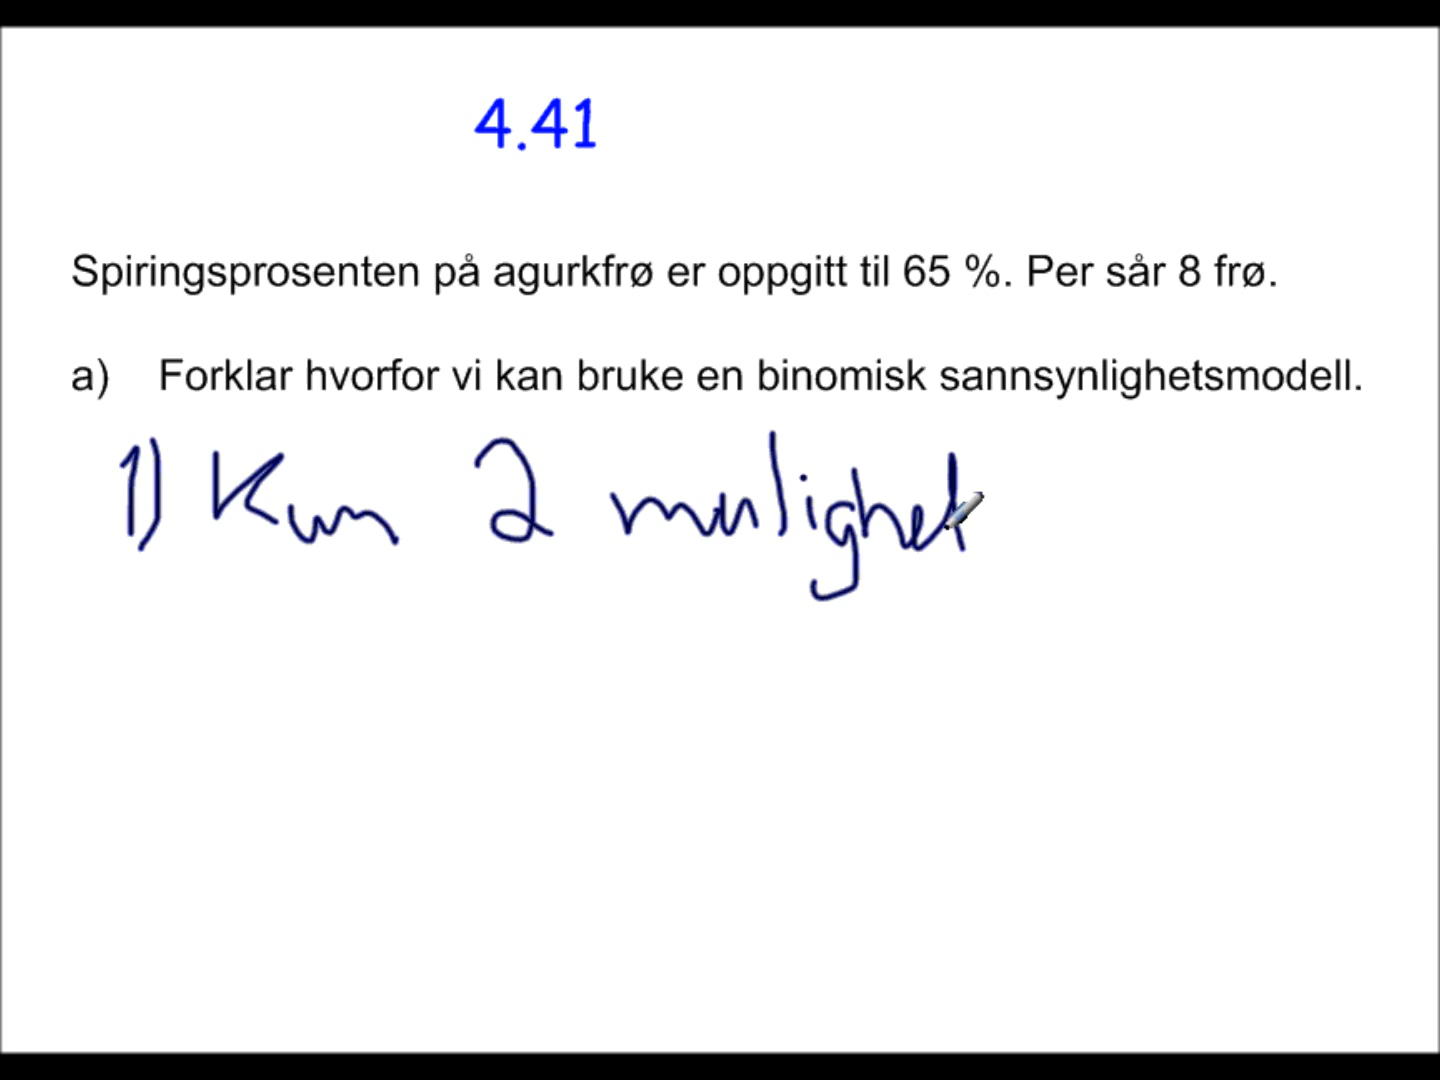 4.41
Spiringsprosenten på agurkfrø er oppgitt til 65 %. Per sår 8 frø.
a) Forklar hvorfor vi kan bruke en binomisk sannsynlighetsmodell.
1) Kun 2 mulighet